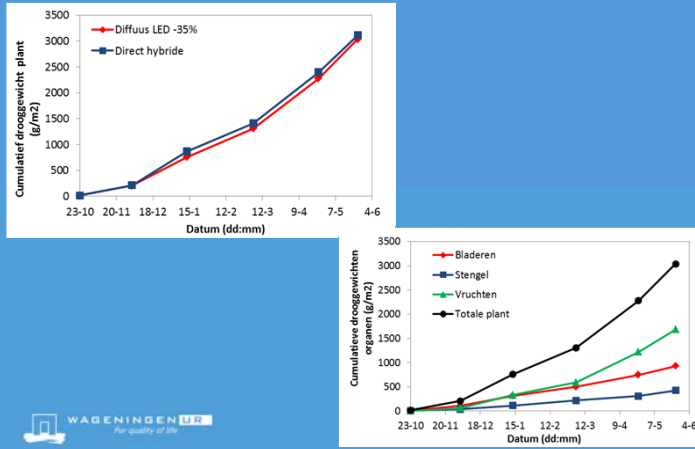 Cumulatief drooggewicht plant
(g/m2)
3500
3000
2500
2000
1500
1000
500
0
Diffuus LED -35%
Direct hybride
23-10 20-11 18-12 15-1 12-2 12-3 9-4 7-5 4-6
Datum (dd:mm)
Cumulatieve drooggewichten
organen (g/m2)
3500
3000
2500
2000
1500
1000
500
0
Bladeren
Stengel
Vruchten
Totale plant
23-10 20-11 18-12 15-1 12-2 12-3 9-4 7-5 4-6
Datum (dd:mm)
WAGENINGEN UR
For quality of life